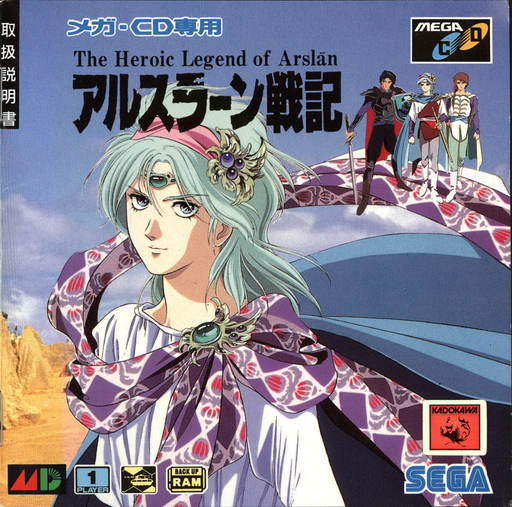 取扱説明書
メガ-CD専用
The Heroic Legend of Arslān
アルスラーン戦記
MEGA
CD
KADOKAWA
MD
1
PLAYER
BACK UP
RAM
SEGA